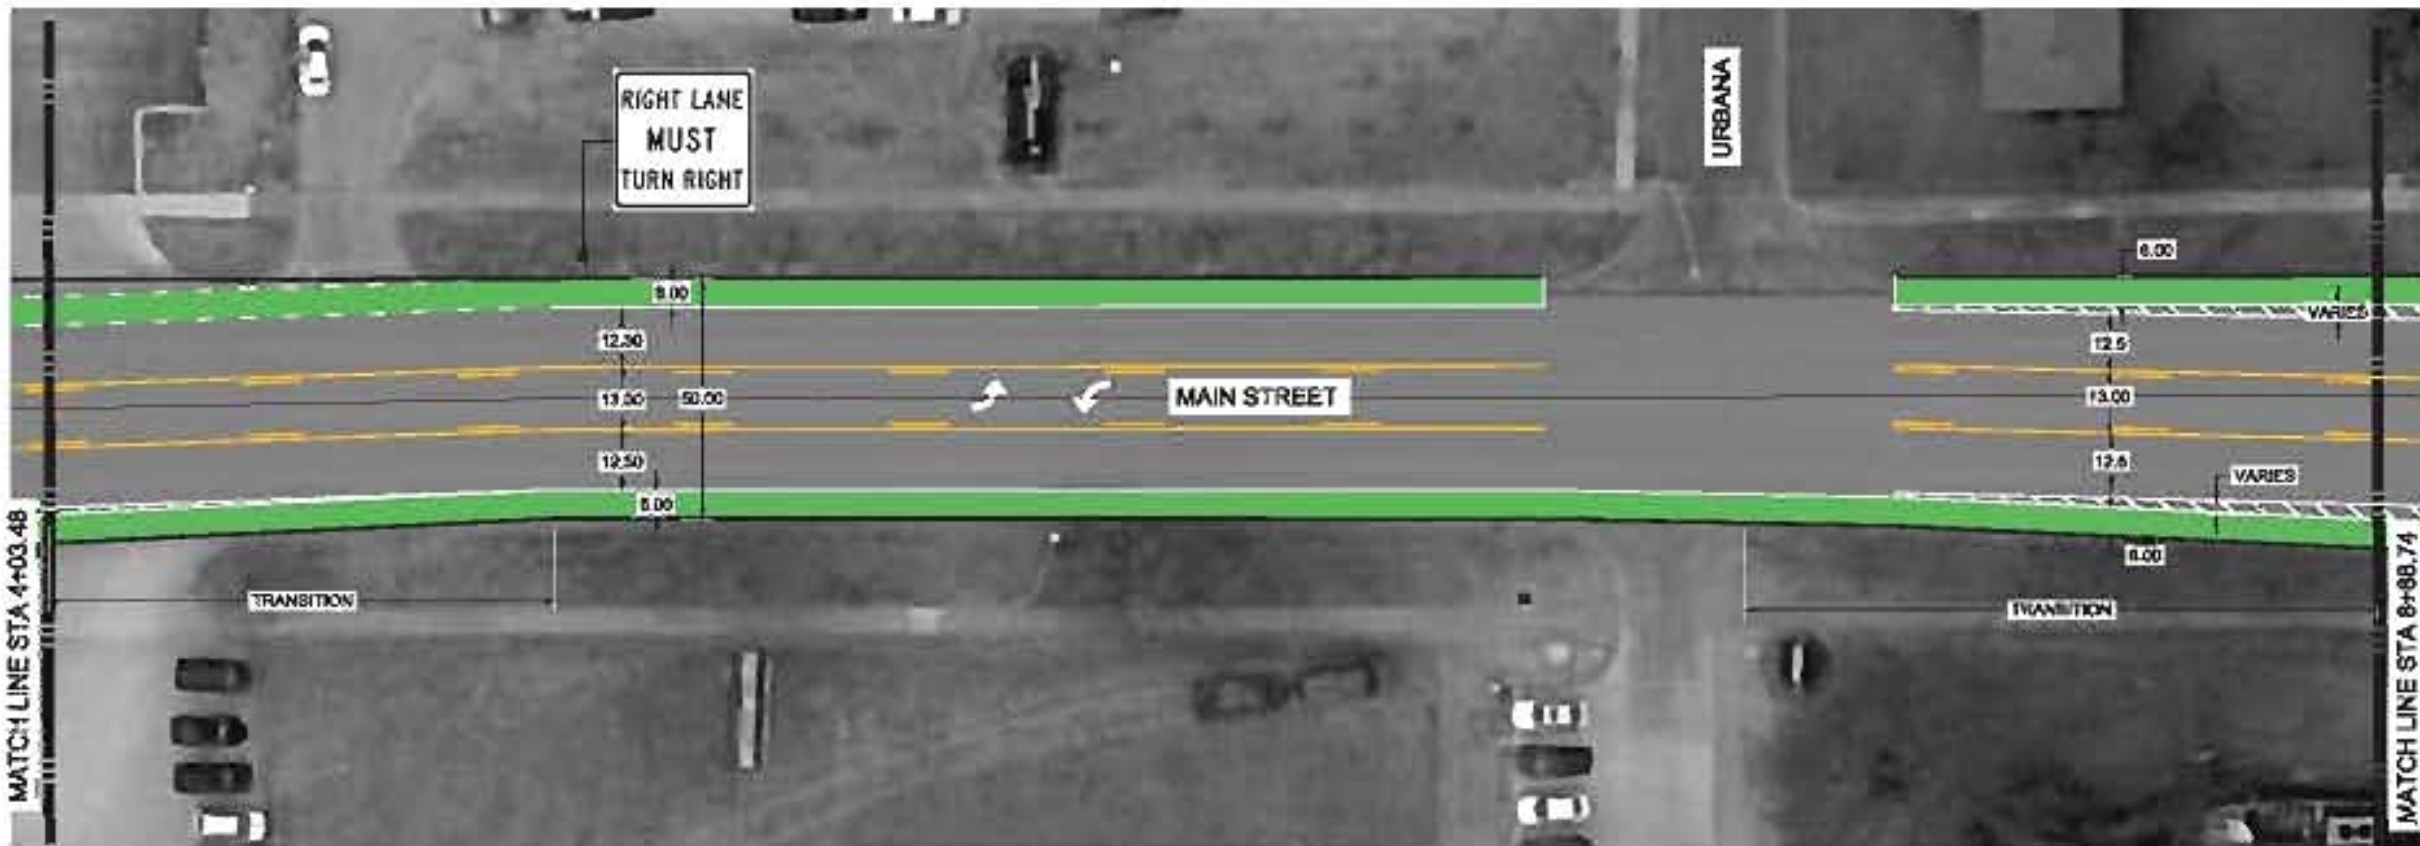 RIGHT LANE
MUST
TURN RIGHT
URBANA
6.00
6.00
VARIES
12.50
12.5
13.00
50.00
MAIN STREET
13.00
12.50
12.5
VARIES
6.00
6.00
TRANSITION
TRANSITION
MATCH LINE STA 4+03.48
MATCH LINE STA 8+88.74